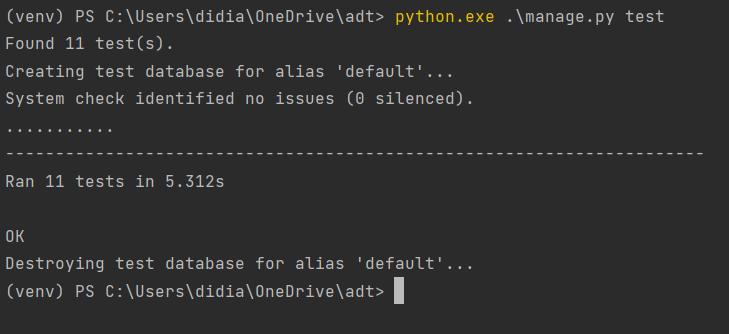 (venv) PS C:\Users\didia\OneDrive\adt> python.exe .\manage.py test
Found 11 test(s).
Creating test database for alias 'default'...
System check identified no issues (0 silenced).
...........
----------------------------------------------------------------------
Ran 11 tests in 5.312s

OK
Destroying test database for alias 'default'...
(venv) PS C:\Users\didia\OneDrive\adt>